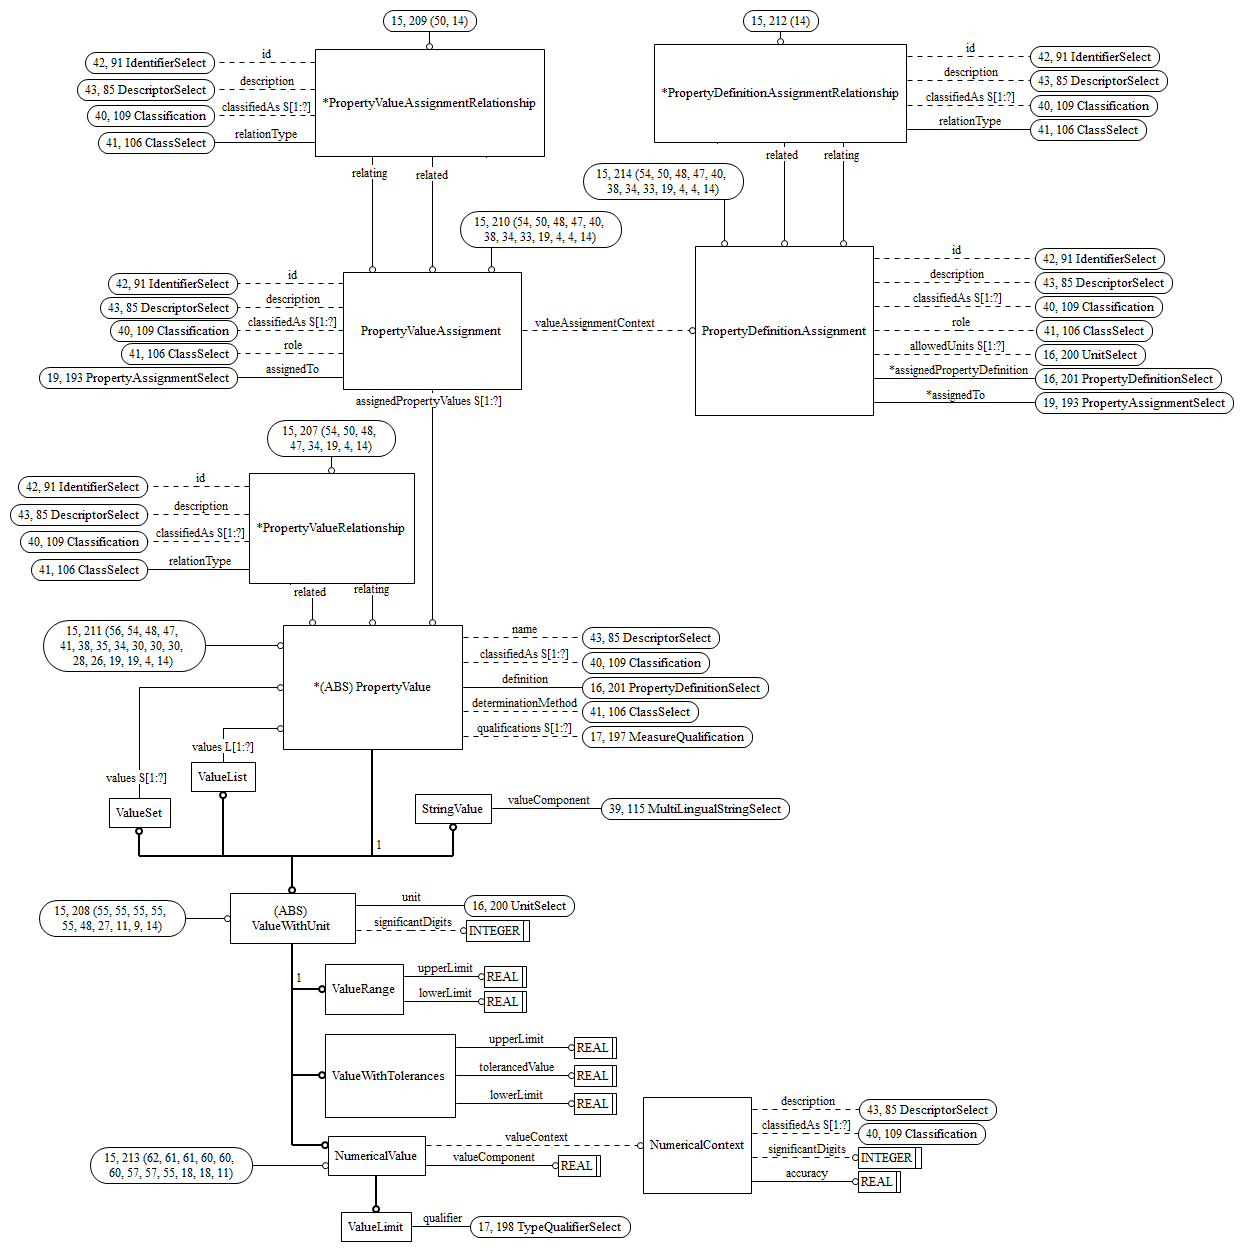 15, 209 (50, 14)
15, 212 (14)
42, 91 IdentifierSelect
id
43, 85 DescriptorSelect
description
40, 109 Classification
classifiedAs S[1:?]
41, 106 ClassSelect
relationType
*PropertyValueAssignmentRelationship
*PropertyDefinitionAssignmentRelationship
id
42, 91 IdentifierSelect
description
43, 85 DescriptorSelect
classifiedAs S[1:?]
40, 109 Classification
relationType
41, 106 ClassSelect
relating
related
related
relating
15, 214 (54, 50, 48, 47, 40,
38, 34, 33, 19, 4, 4, 14)
15, 210 (54, 50, 48, 47, 40,
38, 34, 33, 19, 4, 4, 14)
42, 91 IdentifierSelect
id
43, 85 DescriptorSelect
description
40, 109 Classification
classifiedAs S[1:?]
41, 106 ClassSelect
role
19, 193 PropertyAssignmentSelect
assignedTo
PropertyValueAssignment
valueAssignmentContext
PropertyDefinitionAssignment
id
42, 91 IdentifierSelect
description
43, 85 DescriptorSelect
classifiedAs S[1:?]
40, 109 Classification
role
41, 106 ClassSelect
allowedUnits S[1:?]
16, 200 UnitSelect
*assignedPropertyDefinition
16, 201 PropertyDefinitionSelect
*assignedTo
19, 193 PropertyAssignmentSelect
assignedPropertyValues S[1:?]
15, 207 (54, 50, 48,
47, 34, 19, 4, 14)
42, 91 IdentifierSelect
id
43, 85 DescriptorSelect
description
40, 109 Classification
classifiedAs S[1:?]
41, 106 ClassSelect
relationType
*PropertyValueRelationship
related
relating
15, 211 (56, 54, 48, 47,
41, 38, 35, 34, 30, 30, 30,
28, 26, 19, 19, 4, 14)
*(ABS) PropertyValue
name
43, 85 DescriptorSelect
classifiedAs S[1:?]
40, 109 Classification
definition
16, 201 PropertyDefinitionSelect
determinationMethod
41, 106 ClassSelect
qualifications S[1:?]
17, 197 MeasureQualification
values L[1:?]
values S[1:?]
ValueList
ValueSet
StringValue
valueComponent
39, 115 MultiLingualStringSelect
1
15, 208 (55, 55, 55, 55,
55, 48, 27, 11, 9, 14)
(ABS)
ValueWithUnit
unit
16, 200 UnitSelect
significantDigits
INTEGER
1
ValueRange
upperLimit
REAL
lowerLimit
REAL
ValueWithTolerances
upperLimit
REAL
tolerancedValue
REAL
lowerLimit
REAL
15, 213 (62, 61, 61, 60, 60,
60, 57, 57, 55, 18, 18, 11)
NumericalValue
valueContext
valueComponent
REAL
NumericalContext
description
43, 85 DescriptorSelect
classifiedAs S[1:?]
40, 109 Classification
significantDigits
INTEGER
accuracy
REAL
ValueLimit
qualifier
17, 198 TypeQualifierSelect